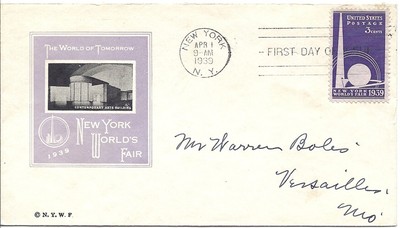 The World of Tomorrow
CONTEMPORARY ARTS BUILDING
1939
NEW YORK
WORLD'S
FAIR
© N.Y.W.F.
NEW YORK
APR 1
9-AM
1939
N.Y.
FIRST DAY O
UNITED STATES
POSTAGE
3 CENTS
NEW YORK
WORLD'S FAIR 1939
Mr Warren Boles
Versailles,
Mo